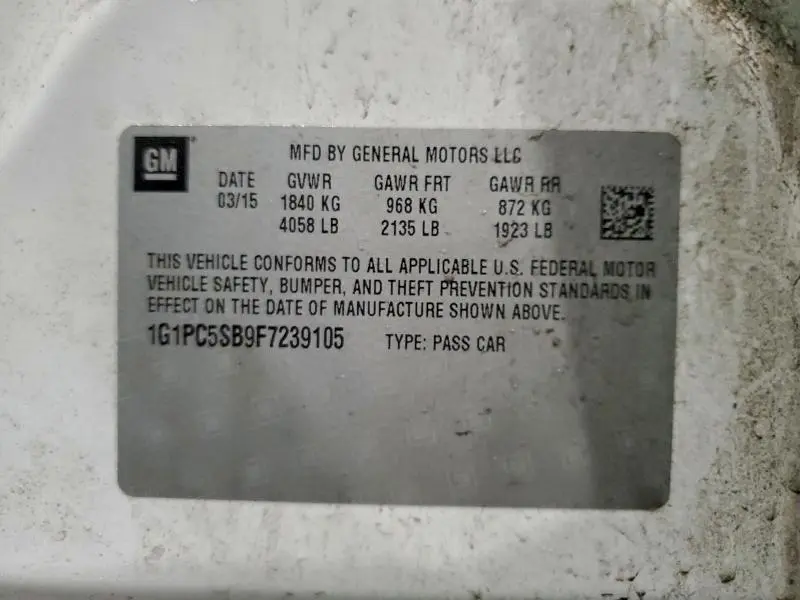 GM
MFD BY GENERAL MOTORS LLC
DATE GVWR GAWR FRT GAWR RR
03/15 1840 KG 968 KG 872 KG
4058 LB 2135 LB 1923 LB
THIS VEHICLE CONFORMS TO ALL APPLICABLE U.S. FEDERAL MOTOR
VEHICLE SAFETY, BUMPER, AND THEFT PREVENTION STANDARDS IN
EFFECT ON THE DATE OF MANUFACTURE SHOWN ABOVE.
1G1PC5SB9F7239105 TYPE: PASS CAR